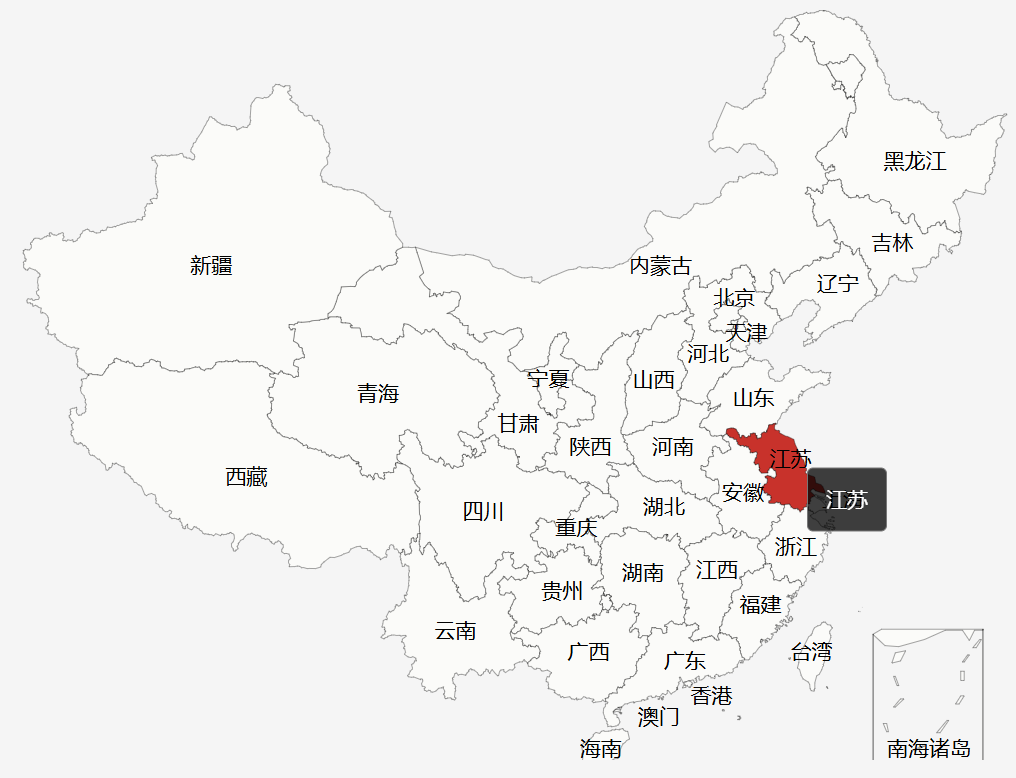 黑龙江
吉林
新疆
内蒙古
辽宁
北京
天津
河北
宁夏
山西
青海
山东
甘肃
陕西
河南
江苏
西藏
安徽
江苏
四川
湖北
重庆
浙江
湖南
江西
贵州
福建
云南
广西
台湾
广东
香港
澳门
海南
南海诸岛